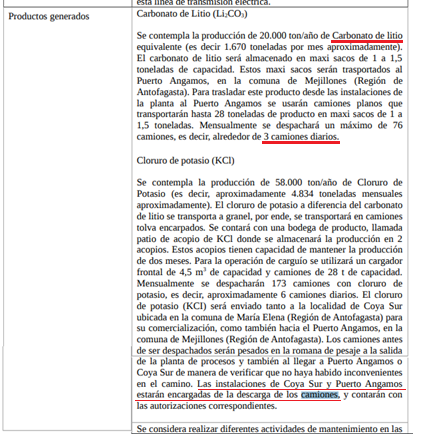 esta línea de transmisión eléctrica.
Productos generados
Carbonato de Litio (Li₂CO₃)
Se contempla la producción de 20.000 ton/año de Carbonato de litio
equivalente (es decir 1.670 toneladas por mes aproximadamente).
El carbonato de litio será almacenado en maxi sacos de 1 a 1,5
toneladas de capacidad. Estos maxi sacos serán trasportados al
Puerto Angamos, en la comuna de Mejillones (Región de
Antofagasta). Para trasladar este producto desde las instalaciones de
la planta al Puerto Angamos se usarán camiones planos que
transportarán hasta 28 toneladas de producto en maxi sacos de 1 a
1,5 toneladas. Mensualmente se despachará un máximo de 76
camiones, es decir, alrededor de 3 camiones diarios.
Cloruro de potasio (KCl)
Se contempla la producción de 58.000 ton/año de Cloruro de
Potasio (es decir, aproximadamente 4.834 toneladas mensuales
aproximadamente). El cloruro de potasio a diferencia del carbonato
de litio se transporta a granel, por ende, se transportará en camiones
tolva encarpados. Se contará con una bodega de producto, llamada
patio de acopio de KCl donde se almacenará la producción en 2
acopios. Estos acopios tienen capacidad de mantener la producción
de dos meses. Para la operación de carguío se utilizará un cargador
frontal de 4,5 m³ de capacidad y camiones de 28 t de capacidad.
Mensualmente se despacharán 173 camiones con cloruro de
potasio, es decir, aproximadamente 6 camiones diarios. El cloruro
de potasio (KCl) será enviado tanto a la localidad de Coya Sur
ubicada en la comuna de María Elena (Región de Antofagasta) para
su comercialización, como también hacia el Puerto Angamos, en la
comuna de Mejillones (Región de Antofagasta). Los camiones antes
de ser despachados serán pesados en la romana de pesaje a la salida
de la planta de procesos y también al llegar a Puerto Angamos o
Coya Sur de manera de verificar que no haya habido inconvenientes
en el camino. Las instalaciones de Coya Sur y Puerto Angamos
estarán encargadas de la descarga de los camiones, y contarán con
las autorizaciones correspondientes.
Se considera realizar diferentes actividades de mantenimiento en las